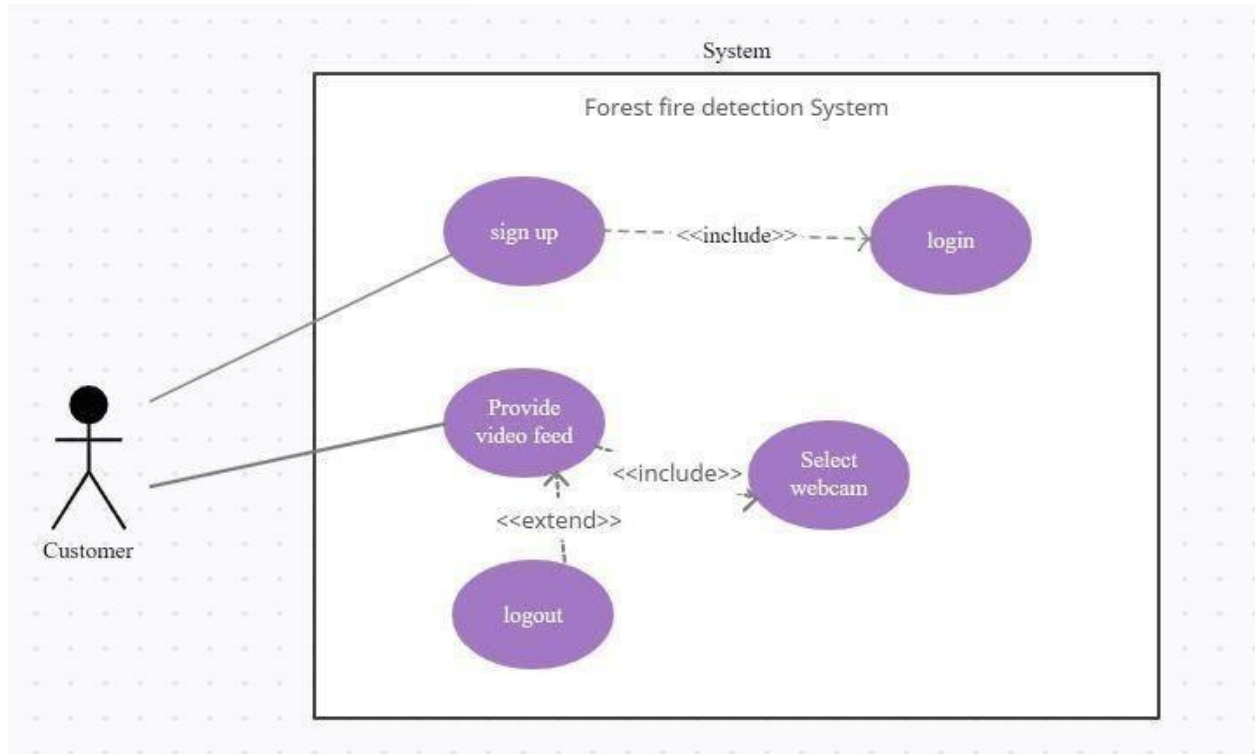 System
Forest fire detection System
sign up
<<include>>
login
Provide
video feed
<<include>>
Select
webcam
<<extend>>
logout
Customer